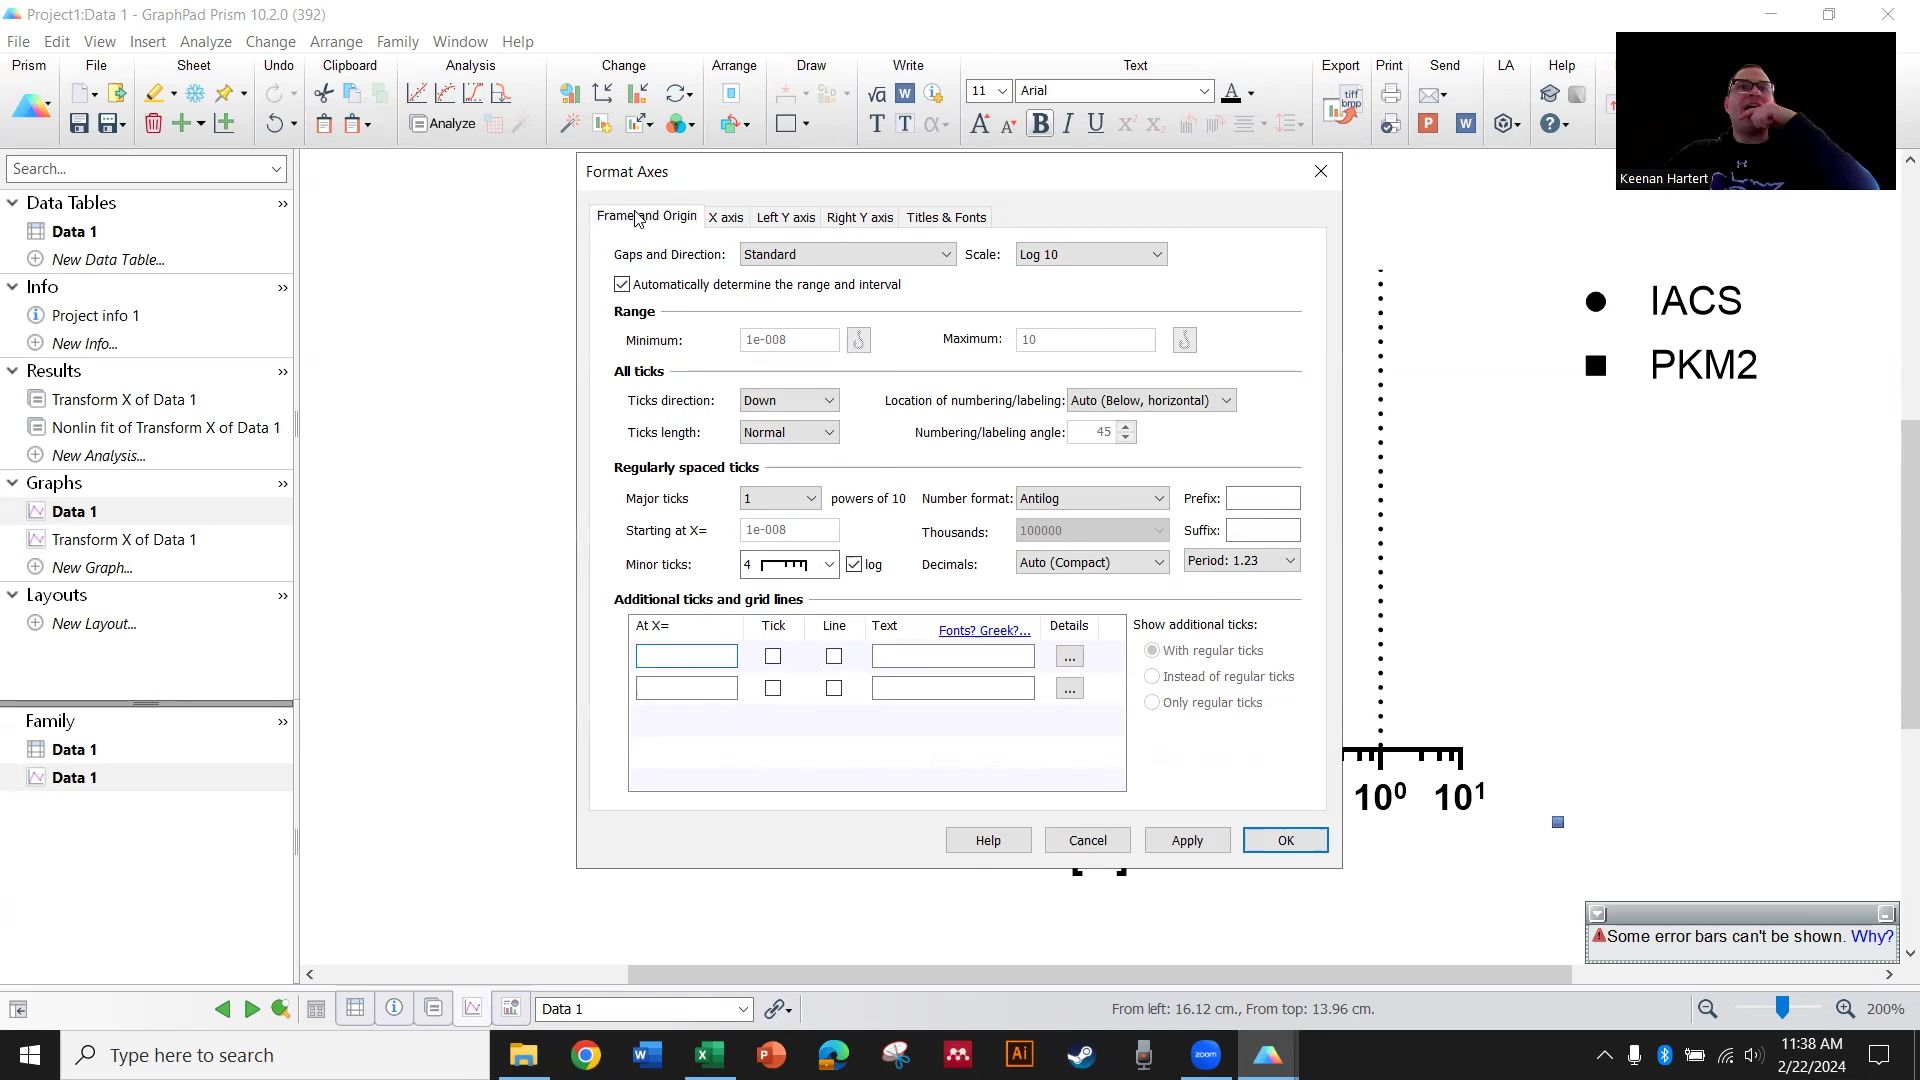 Project1:Data 1 - GraphPad Prism 10.2.0 (392)
File Edit View Insert Analyze Change Arrange Family Window Help
Prism File Sheet Undo Clipboard Analysis Change Arrange Draw Write Text Export Print Send LA Help
11 Arial
Analyze
tiff
bmp
Keenan Hartert
Search...
Data Tables
Data 1
New Data Table...
Info
Project info 1
New Info...
Results
Transform X of Data 1
Nonlin fit of Transform X of Data 1
New Analysis...
Graphs
Data 1
Transform X of Data 1
New Graph...
Layouts
New Layout...
Family
Data 1
Data 1
Format Axes
Frame and Origin X axis Left Y axis Right Y axis Titles & Fonts
Gaps and Direction: Standard Scale: Log 10
Automatically determine the range and interval
Range
Minimum: 1e-008 Maximum: 10
All ticks
Ticks direction: Down Location of numbering/labeling: Auto (Below, horizontal)
Ticks length: Normal Numbering/labeling angle: 45
Regularly spaced ticks
Major ticks 1 powers of 10 Number format: Antilog Prefix:
Starting at X= 1e-008 Thousands: 100000 Suffix:
Minor ticks: 4 log Decimals: Auto (Compact) Period: 1.23
Additional ticks and grid lines
At X= Tick Line Text Fonts? Greek?... Details Show additional ticks:
... With regular ticks
Instead of regular ticks
...
Only regular ticks
Help Cancel Apply OK
IACS
PKM2
10⁰ 10¹
Some error bars can't be shown. Why?
Data 1
From left: 16.12 cm., From top: 13.96 cm.
200%
Type here to search
zoom
11:38 AM
2/22/2024